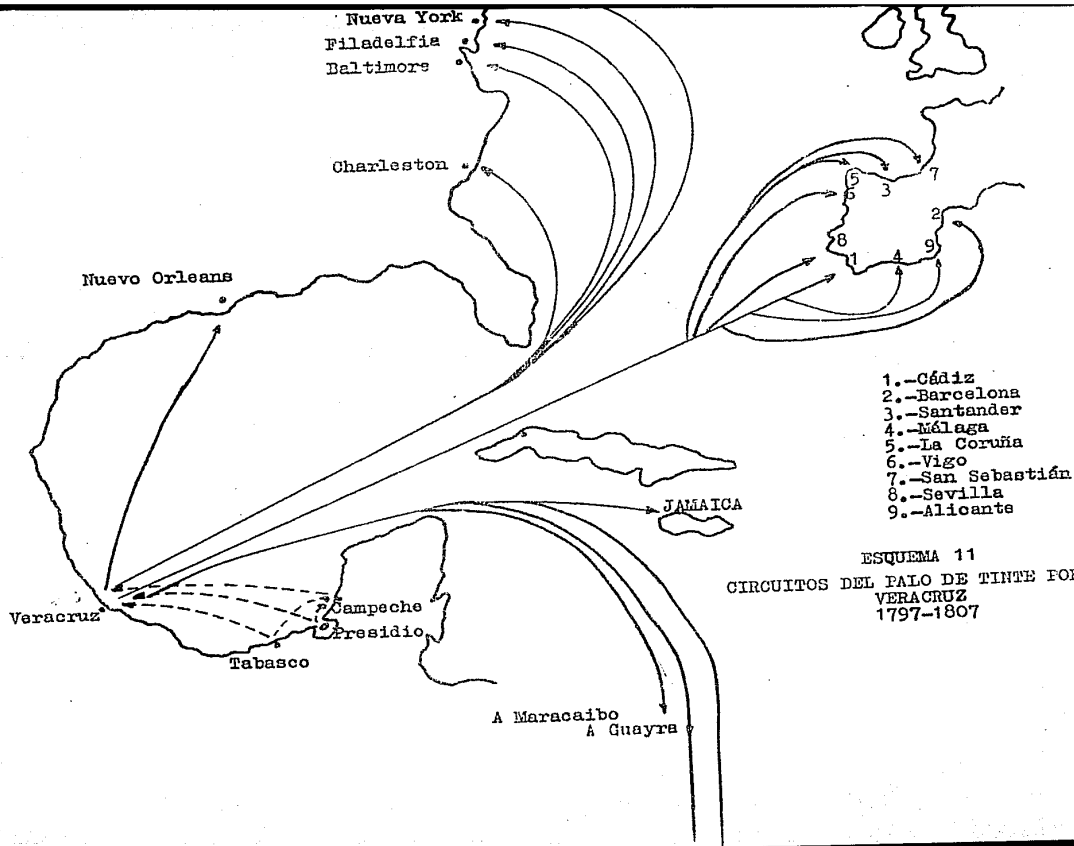 Nueva York
Filadelfia
Baltimors
Charleston
Nuevo Orleans
5
3
7
6
2
8
1
4
9
1.-Cádiz
2.-Barcelona
3.-Santander
4.-Málaga
5.-La Coruña
6.-Vigo
7.-San Sebastián
8.-Sevilla
9.-Alicante
JAMAICA
ESQUEMA 11
CIRCUITOS DEL PALO DE TINTE POR
VERACRUZ
1797-1807
Veracruz
Campeche
Presidio
Tabasco
A Maracaibo
A Guayra